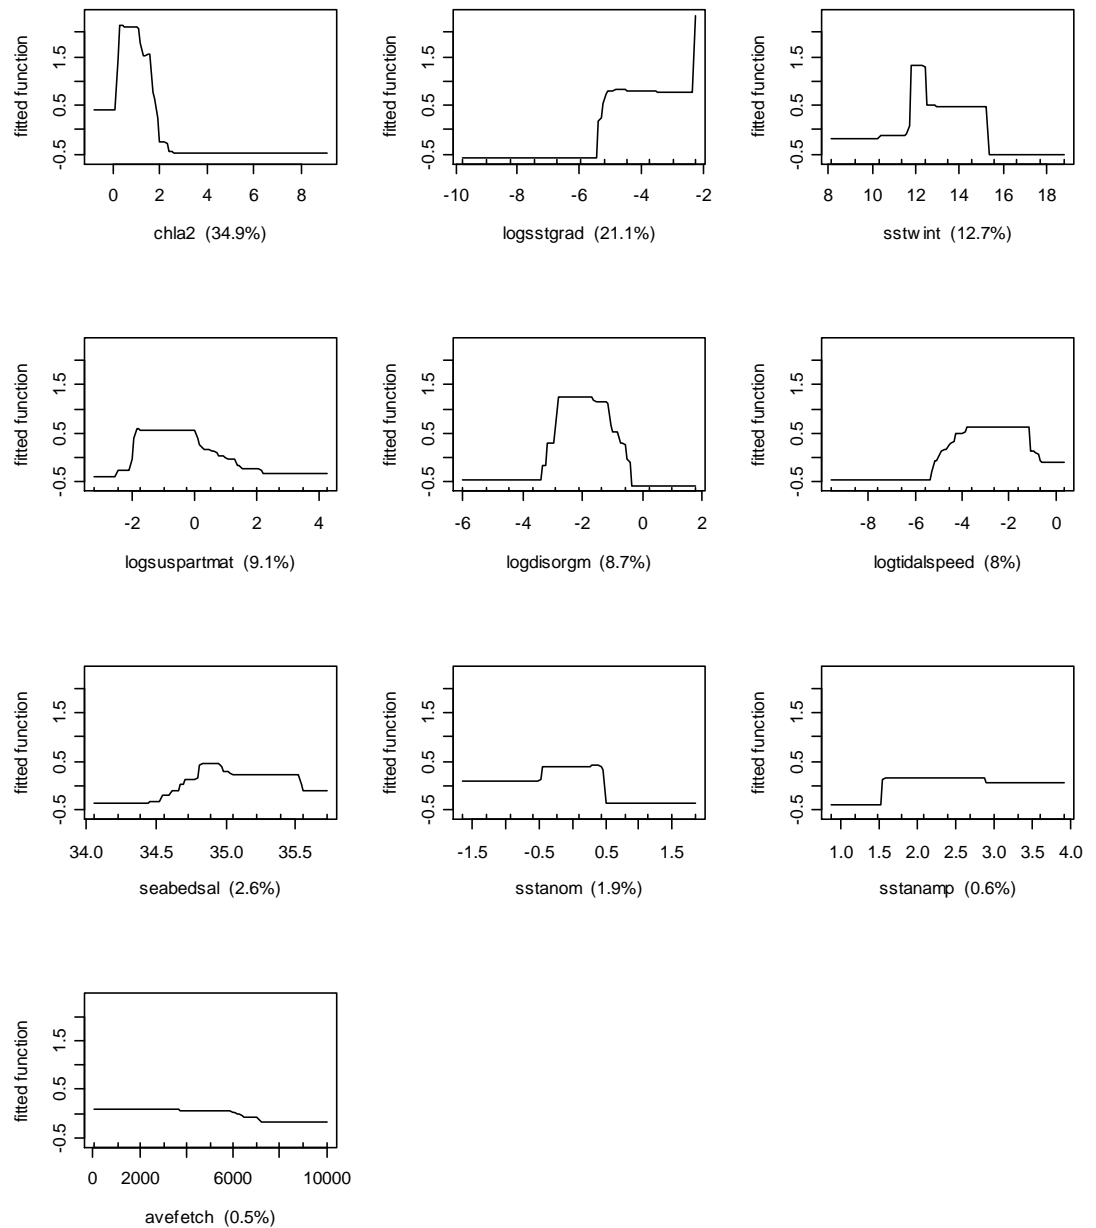 fitted function
-0.5 0.5 1.5
0 2 4 6 8
chla2 (34.9%)
fitted function
-0.5 0.5 1.5
-10 -8 -6 -4 -2
logsstgrad (21.1%)
fitted function
-0.5 0.5 1.5
8 10 12 14 16 18
sstwint (12.7%)
fitted function
-0.5 0.5 1.5
-2 0 2 4
logsuspartmat (9.1%)
fitted function
-0.5 0.5 1.5
-6 -4 -2 0 2
logdisorgm (8.7%)
fitted function
-0.5 0.5 1.5
-8 -6 -4 -2 0
logtidalspeed (8%)
fitted function
-0.5 0.5 1.5
34.0 34.5 35.0 35.5
seabedsal (2.6%)
fitted function
-0.5 0.5 1.5
-1.5 -0.5 0.5 1.5
sstanom (1.9%)
fitted function
-0.5 0.5 1.5
1.0 1.5 2.0 2.5 3.0 3.5 4.0
sstanamp (0.6%)
fitted function
-0.5 0.5 1.5
0 2000 6000 10000
avefetch (0.5%)